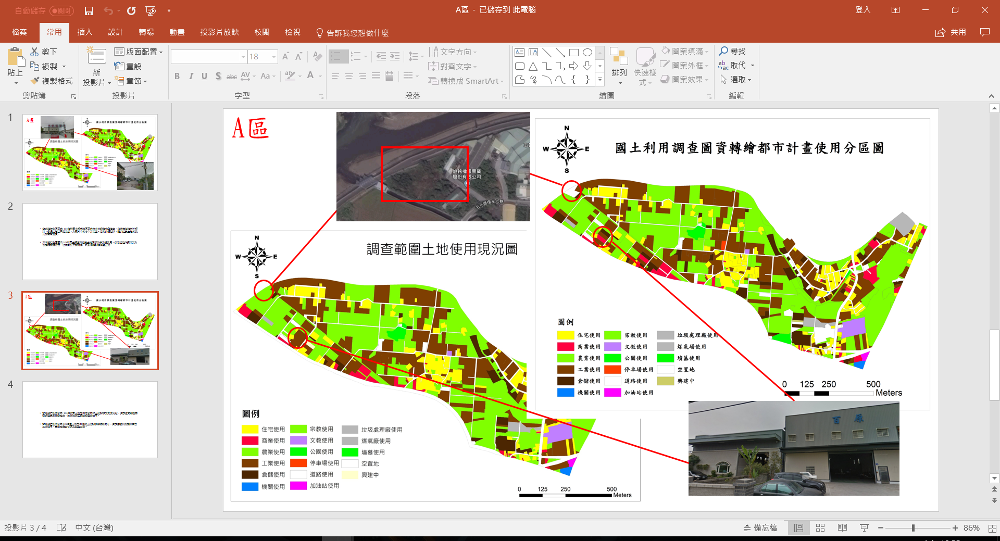 自動儲存 關閉
A區 - 已儲存到 此電腦
登入
檔案 常用 插入 設計 轉場 動畫 投影片放映 校閱 檢視 告訴我您想做什麼
共用
貼上
剪下
複製
複製格式
剪貼簿
新
投影片
版面配置
重設
章節
投影片
18
B I U S abc AV Aa A
字型
文字方向
對齊文字
轉換成 SmartArt
段落
排列
快速樣
式
圖案填滿
圖案外框
圖案效果
繪圖
尋找
取代
選取
編輯
1
2
3
4
A區
旭銘橡膠興業
股份有限公司
五光路復光六巷
國土利用調查圖資轉繪都市計畫使用分區圖
N
W E
S
圖例
住宅使用 宗教使用 垃圾處理廠使用
商業使用 文教使用 煤氣場使用
農業使用 公園使用 墳墓使用
工業使用 停車場使用 空置地
倉儲使用 道路使用 興建中
機關使用 加油站使用
0 125 250 500
Meters
調查範圍土地使用現況圖
N
W E
S
圖例
住宅使用 宗教使用 垃圾處理廠使用
商業使用 文教使用 煤氣廠使用
農業使用 公園使用 墳墓使用
工業使用 停車場使用 空置地
倉儲使用 道路使用 興建中
機關使用 加油站使用
0 125 250 500
Meters
投影片 3 / 4 中文 (台灣)
備忘稿
86%